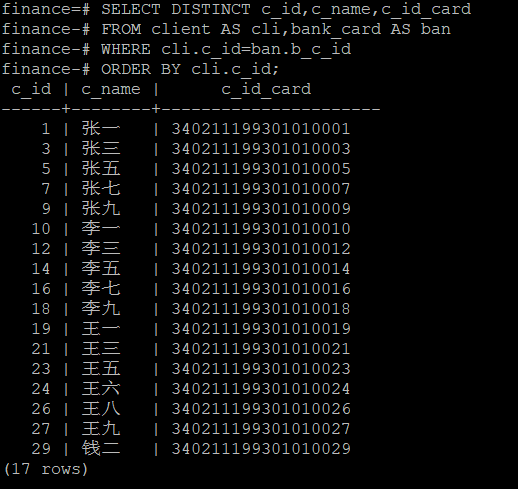 finance=# SELECT DISTINCT c_id,c_name,c_id_card
finance-# FROM client AS cli,bank_card AS ban
finance-# WHERE cli.c_id=ban.b_c_id
finance-# ORDER BY cli.c_id;
 c_id | c_name |      c_id_card
------+--------+----------------------
    1 | 张一   | 340211199301010001
    3 | 张三   | 340211199301010003
    5 | 张五   | 340211199301010005
    7 | 张七   | 340211199301010007
    9 | 张九   | 340211199301010009
   10 | 李一   | 340211199301010010
   12 | 李三   | 340211199301010012
   14 | 李五   | 340211199301010014
   16 | 李七   | 340211199301010016
   18 | 李九   | 340211199301010018
   19 | 王一   | 340211199301010019
   21 | 王三   | 340211199301010021
   23 | 王五   | 340211199301010023
   24 | 王六   | 340211199301010024
   26 | 王八   | 340211199301010026
   27 | 王九   | 340211199301010027
   29 | 钱二   | 340211199301010029
(17 rows)